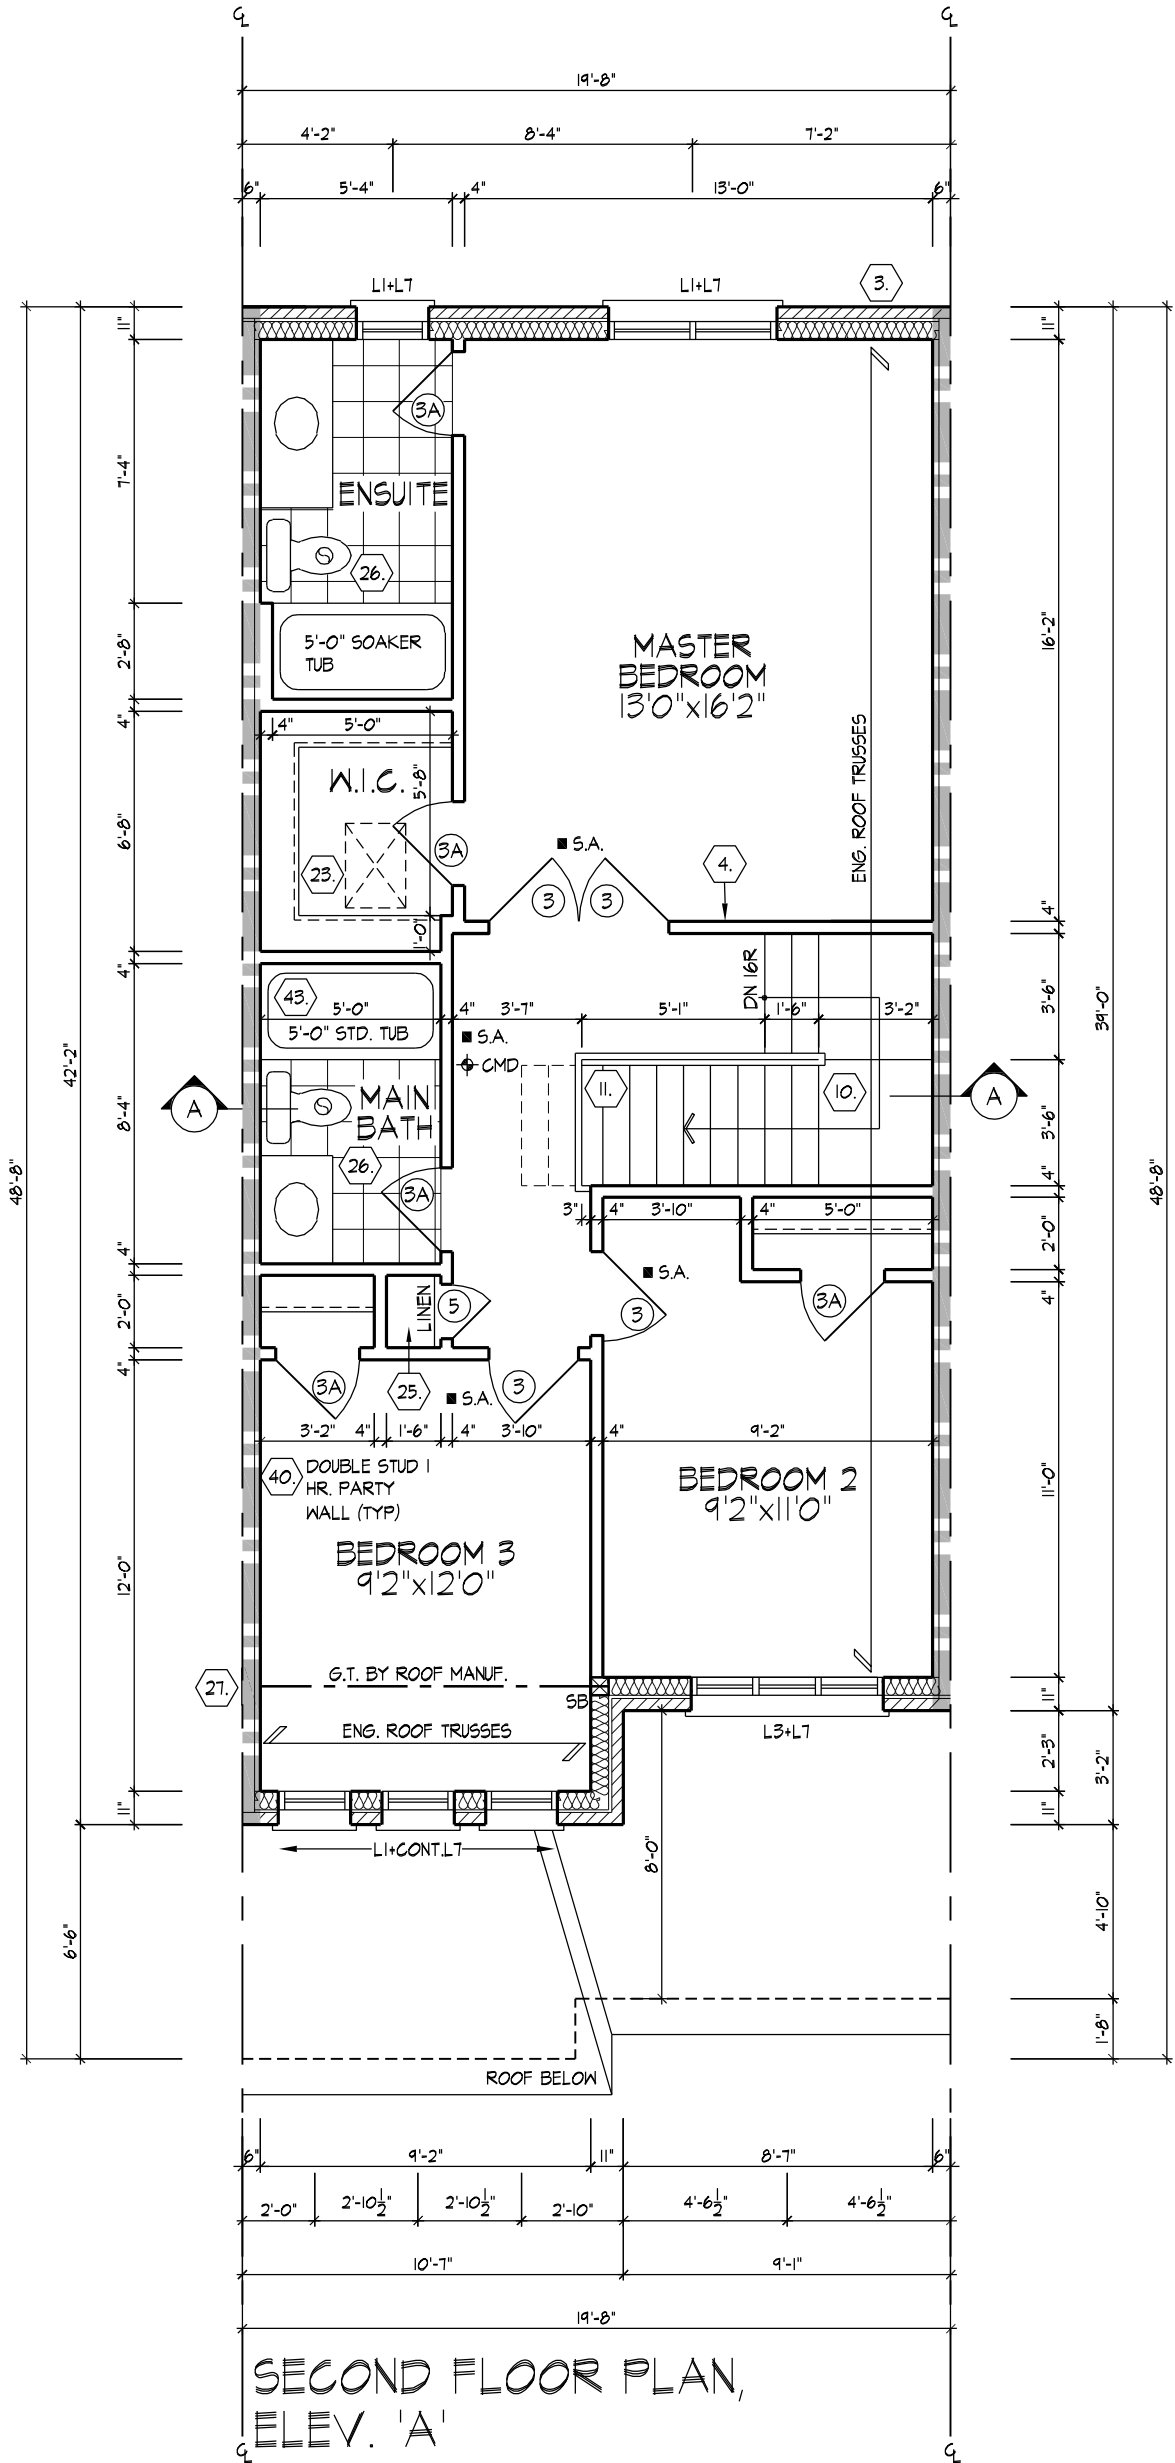 ℄ ℄
19'-8"
4'-2" 8'-4" 7'-2"
6" 5'-4" 4" 13'-0" 6"
L1+L7 L1+L7 3.
11" 11"
3A
7'-4"
ENSUITE
26.
5'-0" SOAKER
TUB
2'-8"
16'-2"
MASTER
BEDROOM
13'0"x16'2"
4"
4" 5'-0"
W.I.C.
5'-8"
ENG. ROOF TRUSSES
6'-8"
3A
S.A.
23.
4.
3 3
4"
1'-0"
4"
43.
DN 16R
3'-6"
39'-0"
5'-0" 4" 3'-7" 5'-1" 1'-6" 3'-2"
5'-0" STD. TUB
S.A.
CMD
42'-2"
A A
8'-4"
MAIN
BATH
11. 10.
3'-6"
26.
3A
48'-8" 48'-8"
4"
3" 4" 3'-10" 4" 5'-0"
2'-0"
4"
S.A.
2'-0"
LINEN
5
3
3A
4"
4"
3A
25.
S.A.
3
3'-2" 4" 1'-6" 4" 3'-10" 4" 9'-2"
40. DOUBLE STUD 1
HR. PARTY
WALL (TYP)
BEDROOM 2
9'2"x11'0"
11'-0"
BEDROOM 3
9'2"x12'0"
12'-0"
G.T. BY ROOF MANUF.
27.
SB
11"
ENG. ROOF TRUSSES
L3+L7
2'-3"
3'-2"
11" 11"
L1+CONT.L7
8'-0"
4'-10"
6'-6"
1'-8"
ROOF BELOW
6" 9'-2" 11" 8'-7" 6"
2'-0" 2'-10½" 2'-10½" 2'-10" 4'-6½" 4'-6½"
10'-7" 9'-1"
19'-8"
SECOND FLOOR PLAN,
ELEV. 'A'
℄ ℄